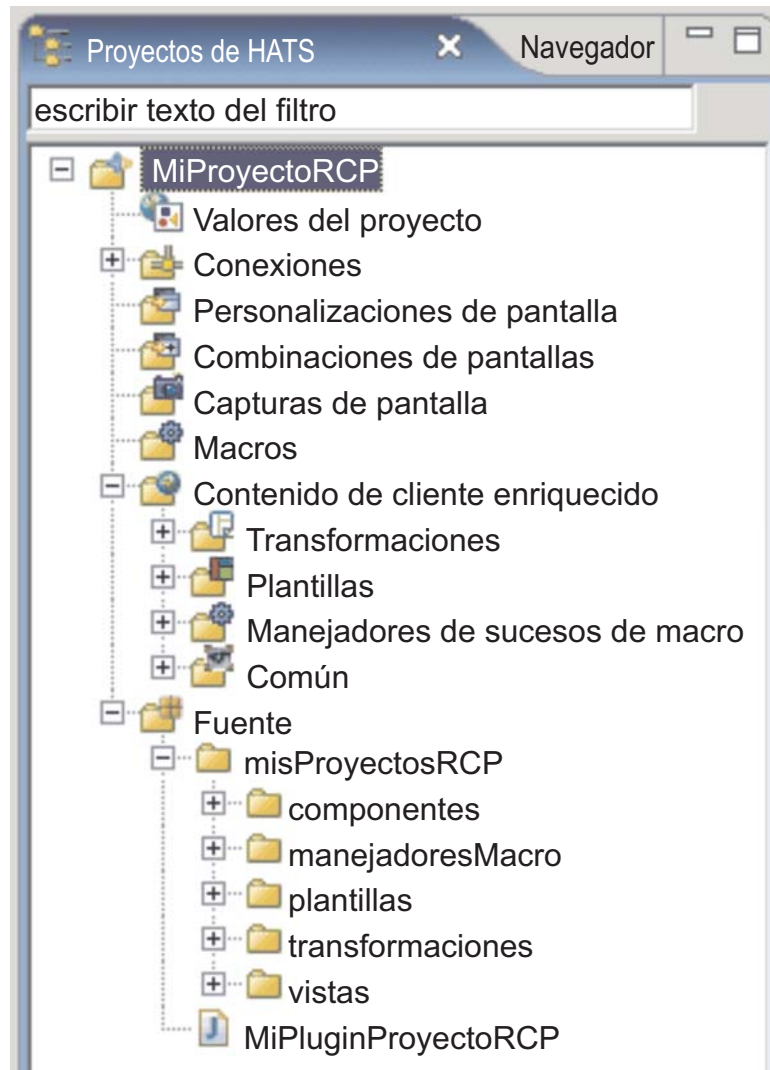 Proyectos de HATS Navegador
escribir texto del filtro
MiProyectoRCP
Valores del proyecto
Conexiones
Personalizaciones de pantalla
Combinaciones de pantallas
Capturas de pantalla
Macros
Contenido de cliente enriquecido
Transformaciones
Plantillas
Manejadores de sucesos de macro
Común
Fuente
misProyectosRCP
componentes
manejadoresMacro
plantillas
transformaciones
vistas
MiPluginProyectoRCP